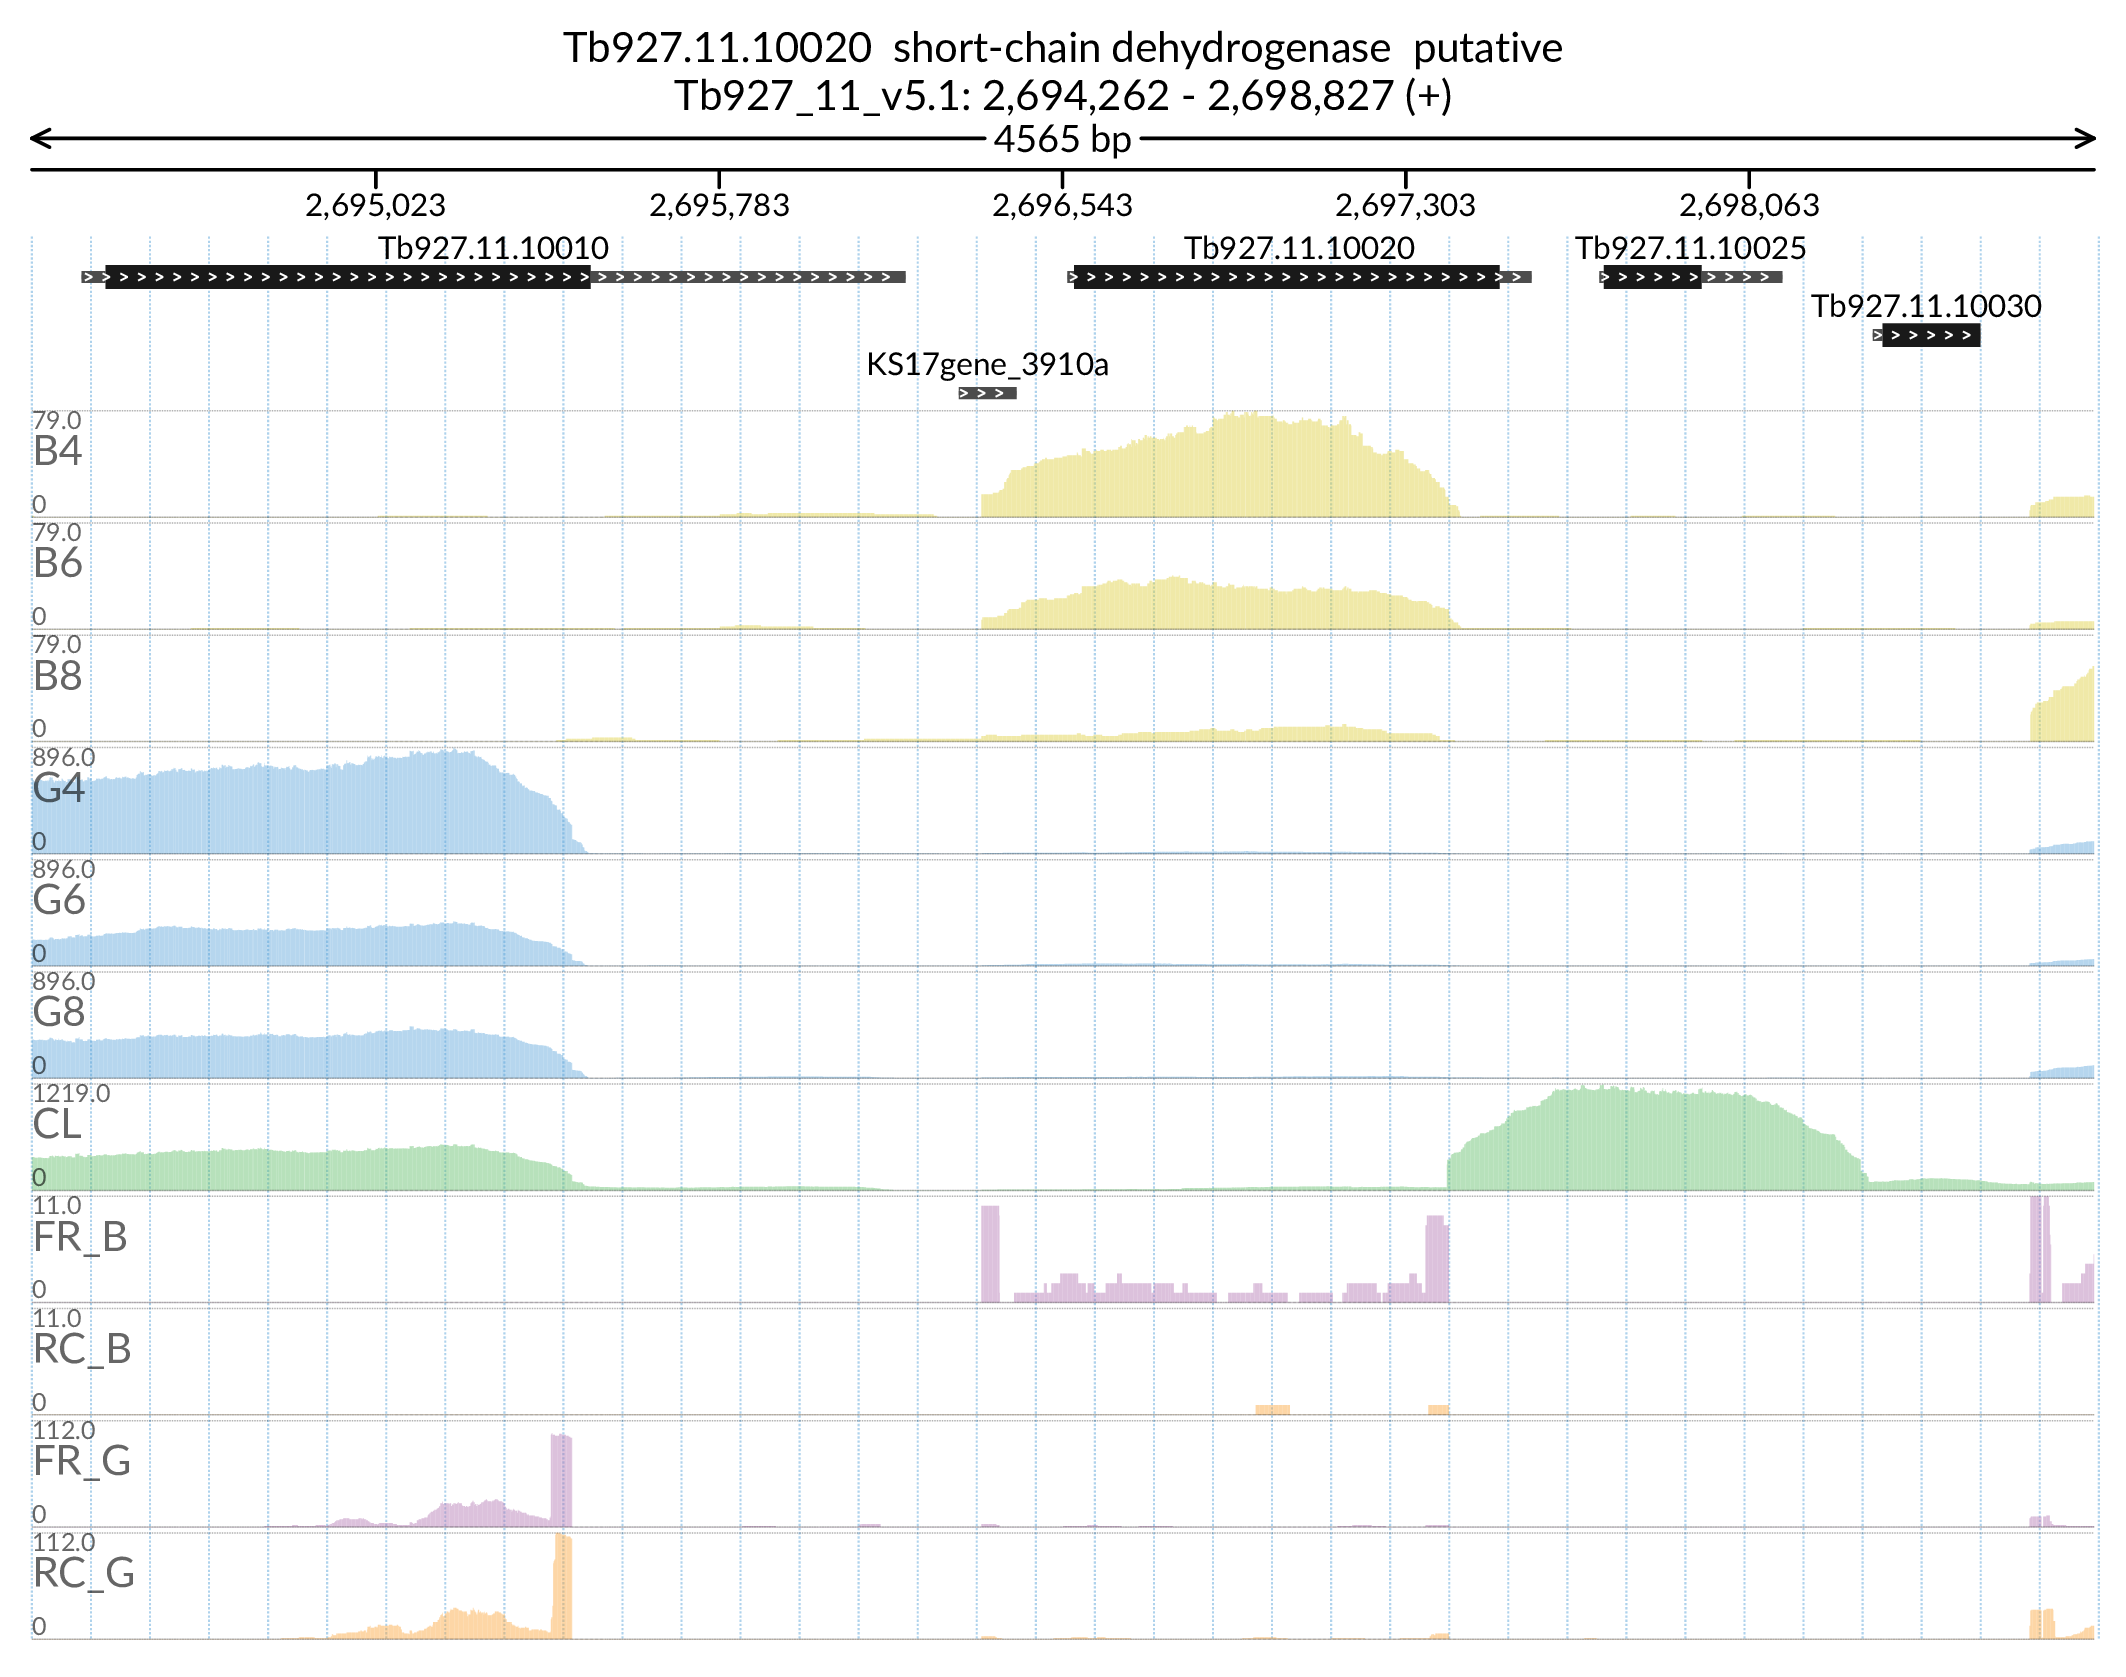 Tb927.11.10020  short-chain dehydrogenase  putative
Tb927_11_v5.1: 2,694,262 - 2,698,827 (+)
4565 bp
2,695,023 2,695,783 2,696,543 2,697,303 2,698,063
Tb927.11.10010 Tb927.11.10020 Tb927.11.10025
Tb927.11.10030
KS17gene_3910a
79.0
B4
0
79.0
B6
0
79.0
B8
0
896.0
G4
0
896.0
G6
0
896.0
G8
0
1219.0
CL
0
11.0
FR_B
0
11.0
RC_B
0
112.0
FR_G
0
112.0
RC_G
0